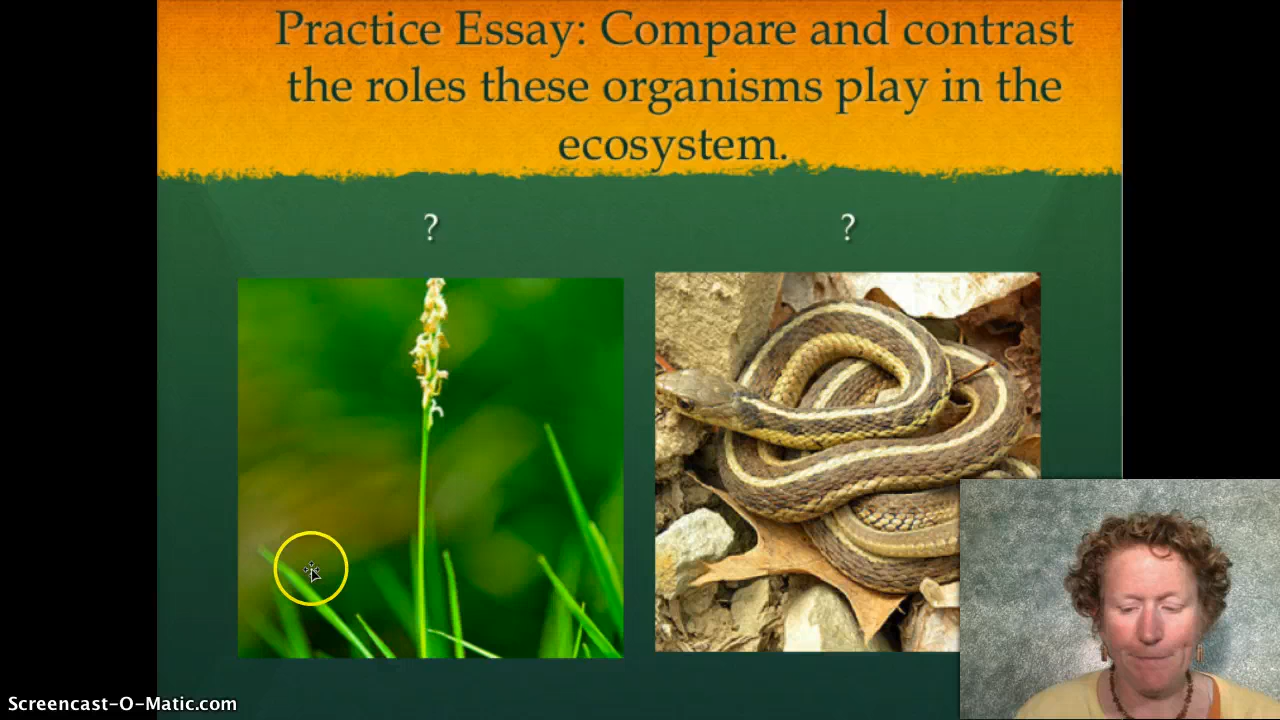 Practice Essay: Compare and contrast
the roles these organisms play in the
ecosystem.
?
?
Screencast-O-Matic.com